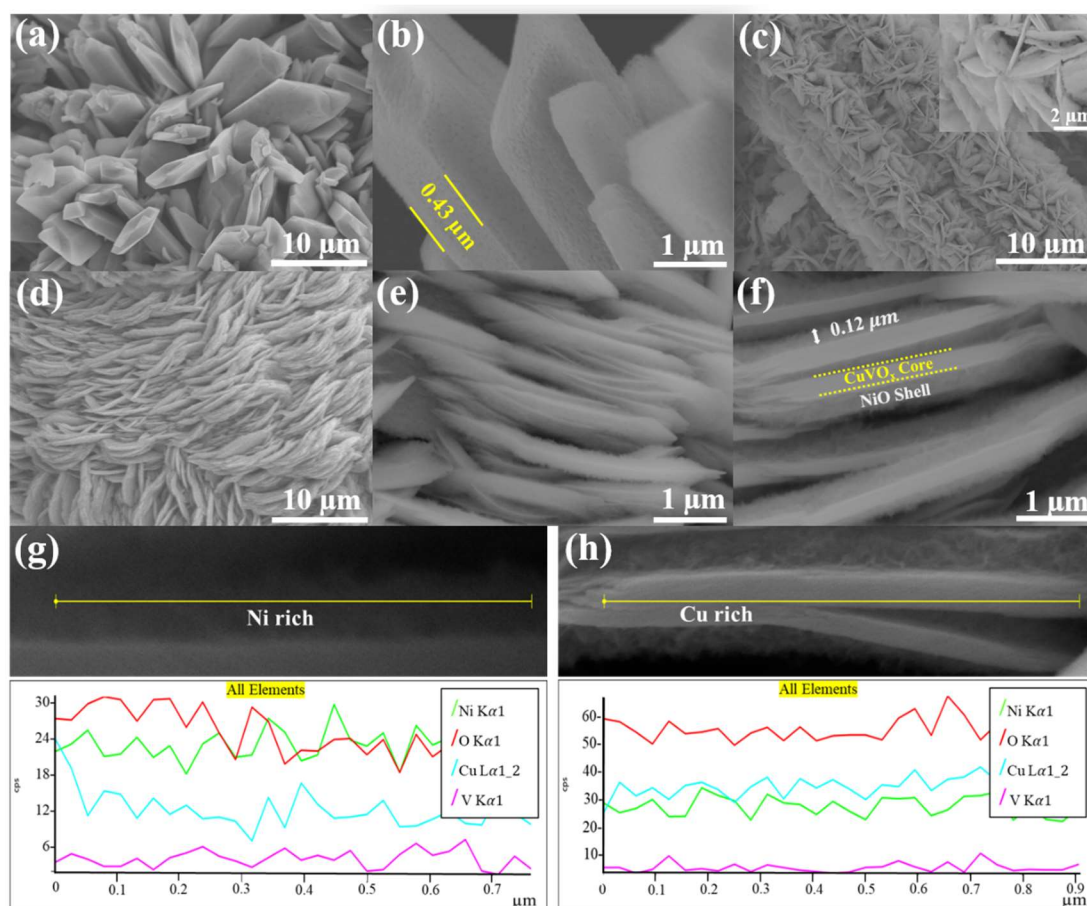 (a)
10 μm
(b)
0.43 μm
1 μm
(c)
2 μm
10 μm
(d)
10 μm
(e)
1 μm
(f)
0.12 μm
CuVO₃ Core
NiO Shell
1 μm
(g)
Ni rich
(h)
Cu rich
All Elements
30
24
18
12
6
cps
Ni Kα1
O Kα1
Cu Lα1_2
V Kα1
0 0.1 0.2 0.3 0.4 0.5 0.6 0.7
μm
All Elements
60
50
40
30
20
10
cps
Ni Kα1
O Kα1
Cu Lα1_2
V Kα1
0 0.1 0.2 0.3 0.4 0.5 0.6 0.7 0.8 0.9
μm